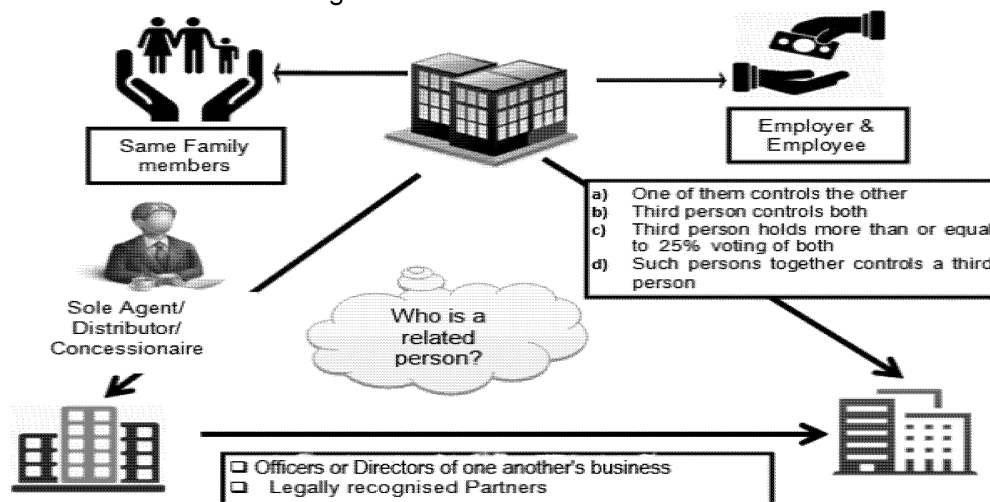 Same Family
members
Employer &
Employee
a) One of them controls the other
b) Third person controls both
c) Third person holds more than or equal
to 25% voting of both
d) Such persons together controls a third
person
Sole Agent/
Distributor/
Concessionaire
Who is a
related
person?
❑ Officers or Directors of one another's business
❑ Legally recognised Partners